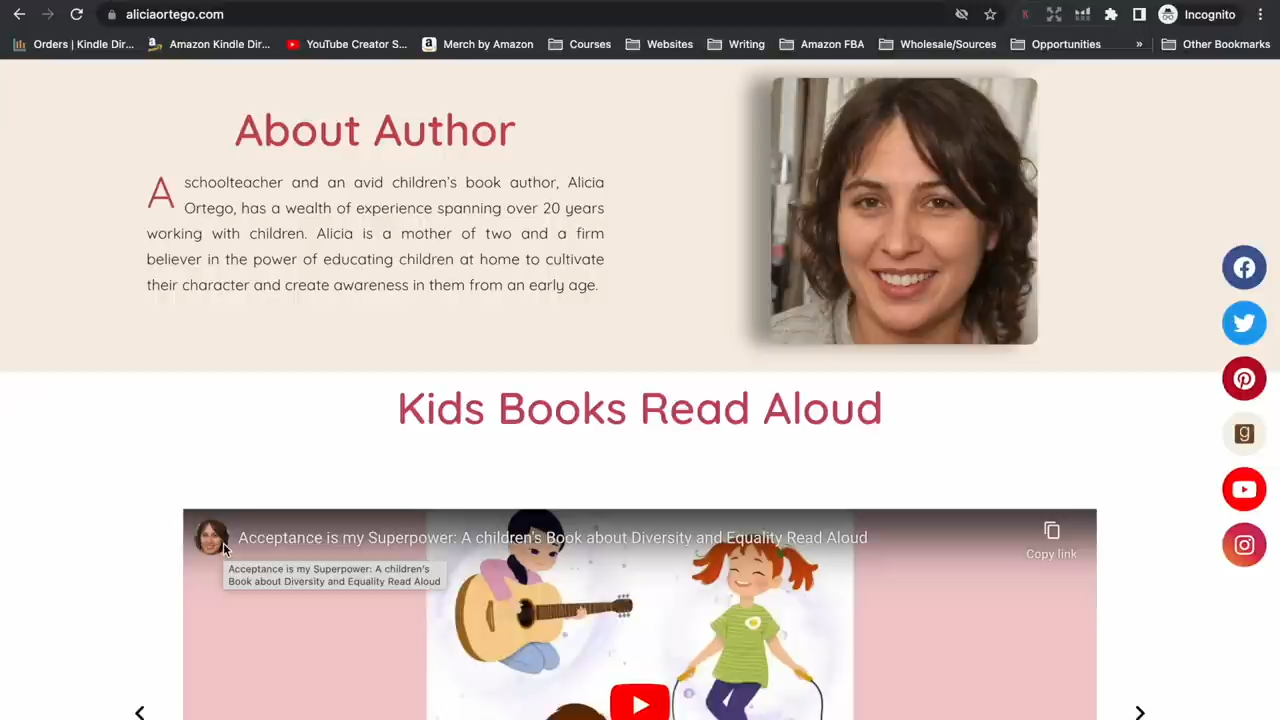 aliciaortego.com
Incognito
Orders | Kindle Dir...
Amazon Kindle Dir...
YouTube Creator S...
Merch by Amazon
Courses
Websites
Writing
Amazon FBA
Wholesale/Sources
Opportunities
»
Other Bookmarks
About Author
A schoolteacher and an avid children's book author, Alicia
Ortego, has a wealth of experience spanning over 20 years
working with children. Alicia is a mother of two and a firm
believer in the power of educating children at home to cultivate
their character and create awareness in them from an early age.
Kids Books Read Aloud
Acceptance is my Superpower: A children's Book about Diversity and Equality Read Aloud
Copy link
Acceptance is my Superpower: A children's
Book about Diversity and Equality Read Aloud